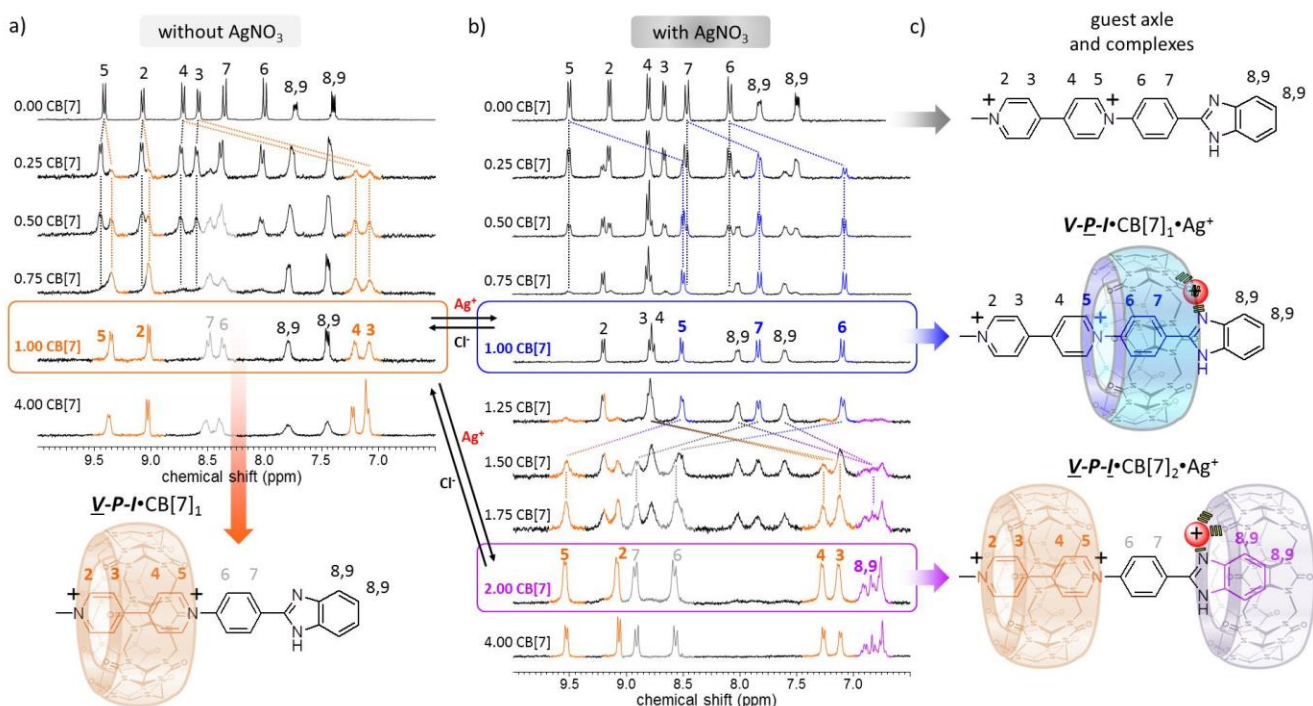 a)
without AgNO3
5 2 4 3 7 6 8,9 8,9
0.00 CB[7]
0.25 CB[7]
0.50 CB[7]
0.75 CB[7]
1.00 CB[7]
5 2 7 6 8,9 8,9 4 3
4.00 CB[7]
9.5 9.0 8.5 8.0 7.5 7.0
chemical shift (ppm)
V-P-I•CB[7]1
2 3 4 5 6 7 8,9 8,9
+ +
N N N
N
H
Ag+
Cl-
Ag+
Cl-
b)
with AgNO3
5 2 4 3 7 6 8,9 8,9
0.00 CB[7]
0.25 CB[7]
0.50 CB[7]
0.75 CB[7]
1.00 CB[7]
2 3 4 5 8,9 7 8,9 6
1.25 CB[7]
1.50 CB[7]
1.75 CB[7]
2.00 CB[7]
5 2 7 6 4 3 8,9
4.00 CB[7]
9.5 9.0 8.5 8.0 7.5 7.0
chemical shift (ppm)
c)
guest axle
and complexes
2 3 4 5 6 7 8,9 8,9
+ +
N N N
N
H
V-P-I•CB[7]1•Ag+
+
2 3 4 5 6 7 8,9 8,9
+ +
N N N
N
H
V-P-I•CB[7]2•Ag+
+
2 3 4 5 6 7 8,9 8,9
+ +
N N N
N
H